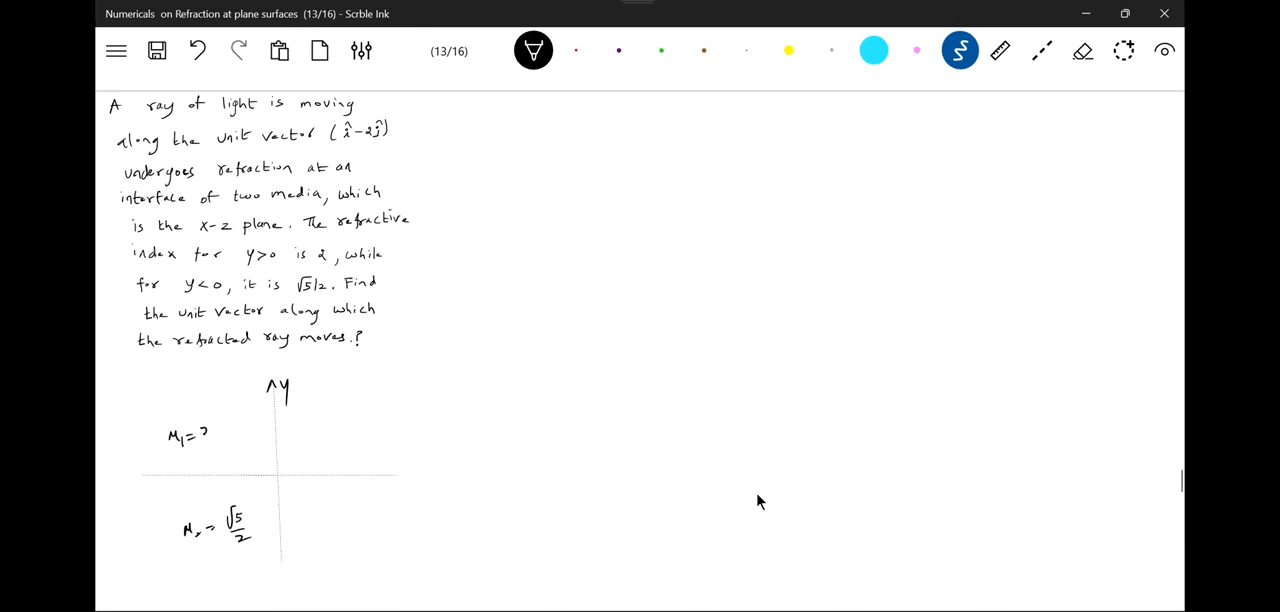 Numericals on Refraction at plane surfaces (13/16) - Scrble Ink
(13/16)
A ray of light is moving
along the unit vector (î-2ĵ)
undergoes refraction at an
interface of two media, which
is the x-z plane. The refractive
index for y>0 is 2, while
for y<0, it is √5/2. Find
the unit vector along which
the refracted ray moves.?
y
μ₁=2
μ₂ = √5/2